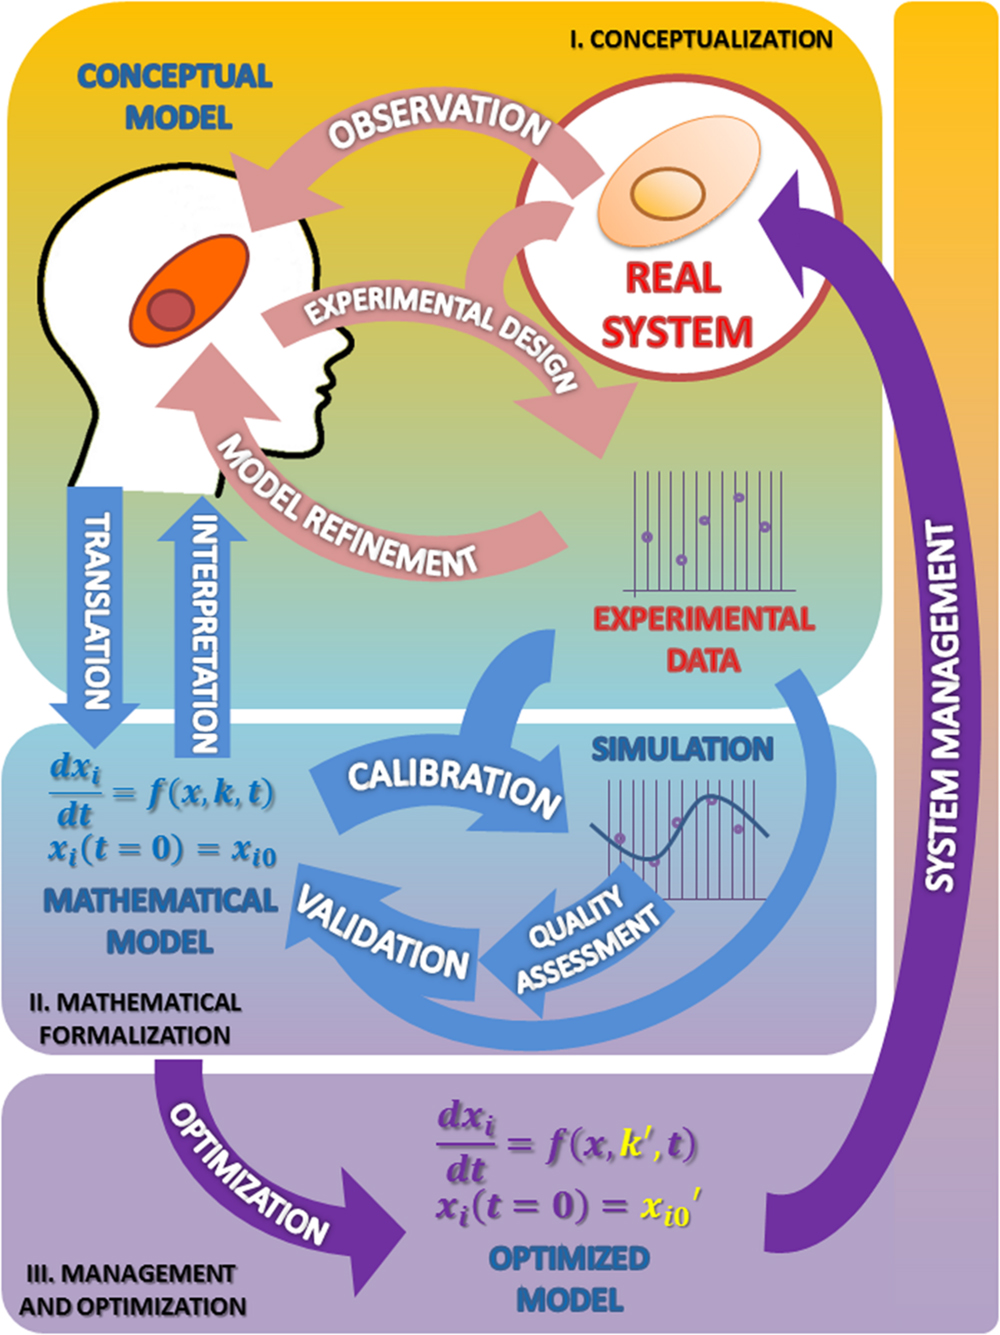 I. CONCEPTUALIZATION
CONCEPTUAL
MODEL
OBSERVATION
REAL
SYSTEM
EXPERIMENTAL DESIGN
MODEL REFINEMENT
EXPERIMENTAL
DATA
TRANSLATION
INTERPRETATION
SYSTEM MANAGEMENT
SIMULATION
CALIBRATION
dx_i/dt = f(x, k, t)
x_i(t = 0) = x_{i0}
MATHEMATICAL
MODEL
VALIDATION
QUALITY
ASSESSMENT
II. MATHEMATICAL
FORMALIZATION
OPTIMIZATION
dx_i/dt = f(x, k′, t)
x_i(t = 0) = x_{i0}′
OPTIMIZED
MODEL
III. MANAGEMENT
AND OPTIMIZATION